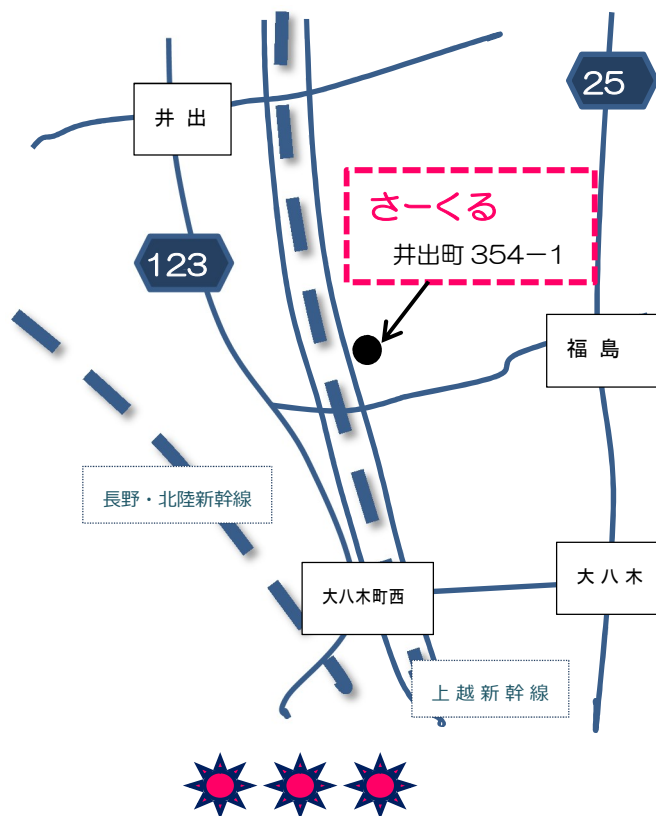 25
井出
さーくる
井出町 354－1
123
福島
長野・北陸新幹線
大八木
大八木町西
上越新幹線